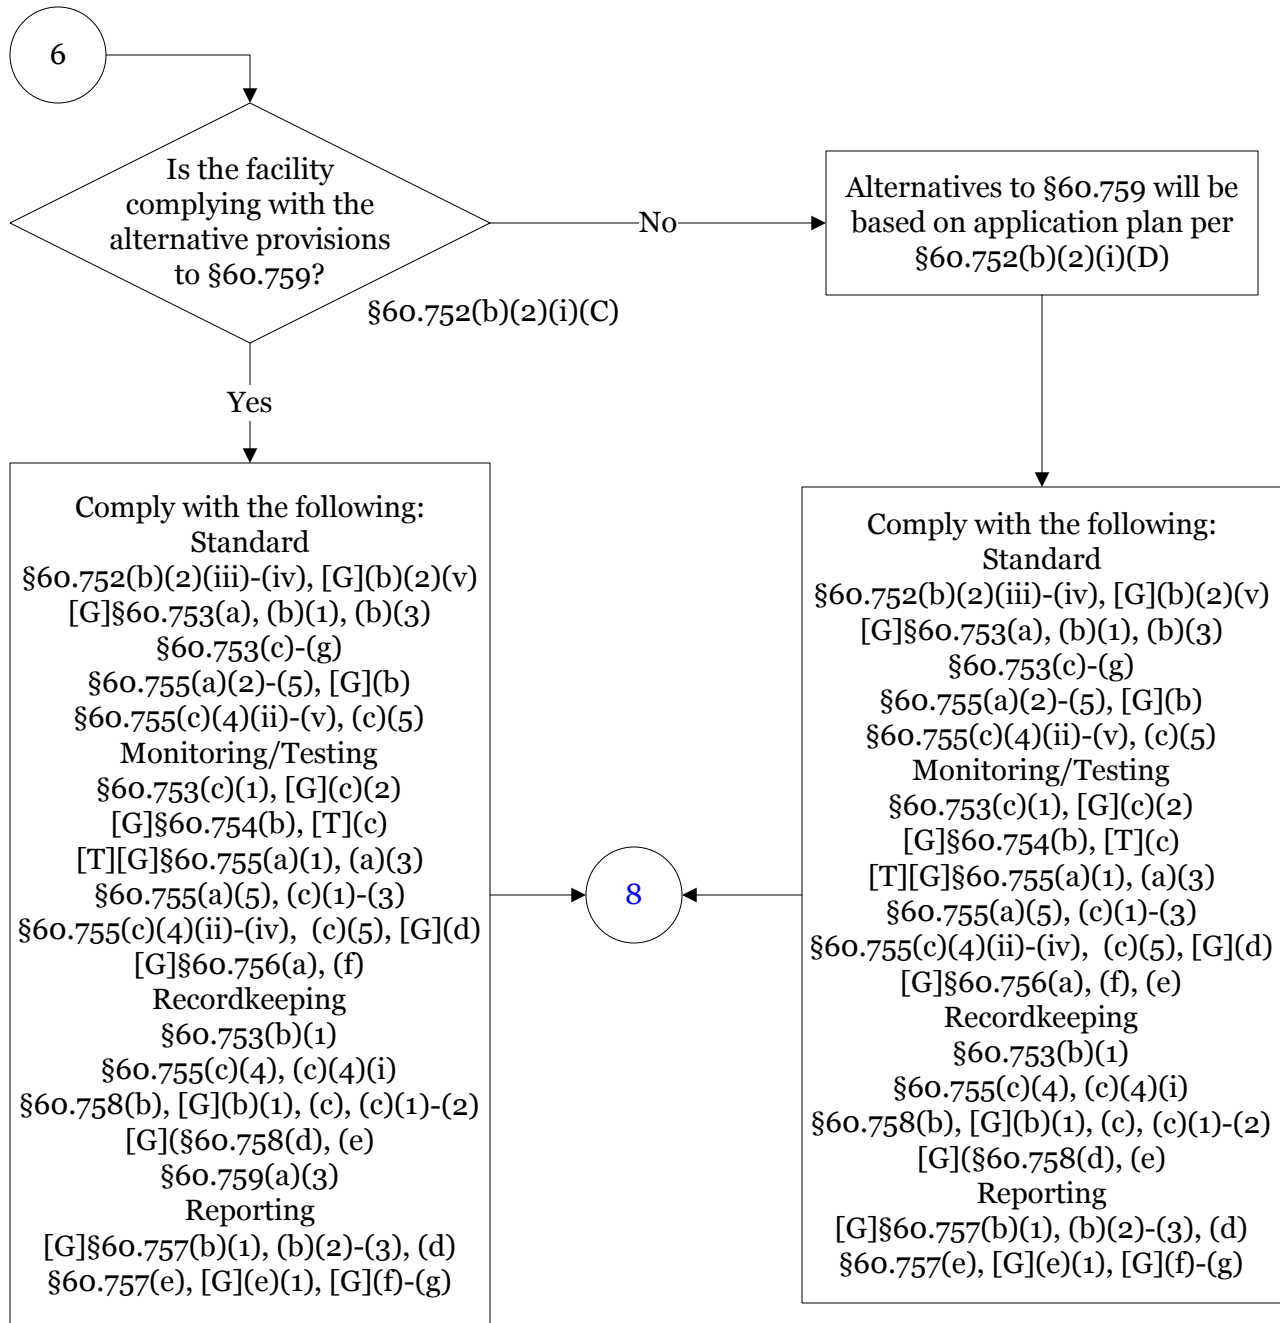 6
Is the facility
complying with the
alternative provisions
to §60.759?
§60.752(b)(2)(i)(C)
No
Alternatives to §60.759 will be
based on application plan per
§60.752(b)(2)(i)(D)
Yes
Comply with the following:
Standard
§60.752(b)(2)(iii)-(iv), [G](b)(2)(v)
[G]§60.753(a), (b)(1), (b)(3)
§60.753(c)-(g)
§60.755(a)(2)-(5), [G](b)
§60.755(c)(4)(ii)-(v), (c)(5)
Monitoring/Testing
§60.753(c)(1), [G](c)(2)
[G]§60.754(b), [T](c)
[T][G]§60.755(a)(1), (a)(3)
§60.755(a)(5), (c)(1)-(3)
§60.755(c)(4)(ii)-(iv),  (c)(5), [G](d)
[G]§60.756(a), (f)
Recordkeeping
§60.753(b)(1)
§60.755(c)(4), (c)(4)(i)
§60.758(b), [G](b)(1), (c), (c)(1)-(2)
[G](§60.758(d), (e)
§60.759(a)(3)
Reporting
[G]§60.757(b)(1), (b)(2)-(3), (d)
§60.757(e), [G](e)(1), [G](f)-(g)
8
Comply with the following:
Standard
§60.752(b)(2)(iii)-(iv), [G](b)(2)(v)
[G]§60.753(a), (b)(1), (b)(3)
§60.753(c)-(g)
§60.755(a)(2)-(5), [G](b)
§60.755(c)(4)(ii)-(v), (c)(5)
Monitoring/Testing
§60.753(c)(1), [G](c)(2)
[G]§60.754(b), [T](c)
[T][G]§60.755(a)(1), (a)(3)
§60.755(a)(5), (c)(1)-(3)
§60.755(c)(4)(ii)-(iv),  (c)(5), [G](d)
[G]§60.756(a), (f), (e)
Recordkeeping
§60.753(b)(1)
§60.755(c)(4), (c)(4)(i)
§60.758(b), [G](b)(1), (c), (c)(1)-(2)
[G](§60.758(d), (e)
Reporting
[G]§60.757(b)(1), (b)(2)-(3), (d)
§60.757(e), [G](e)(1), [G](f)-(g)